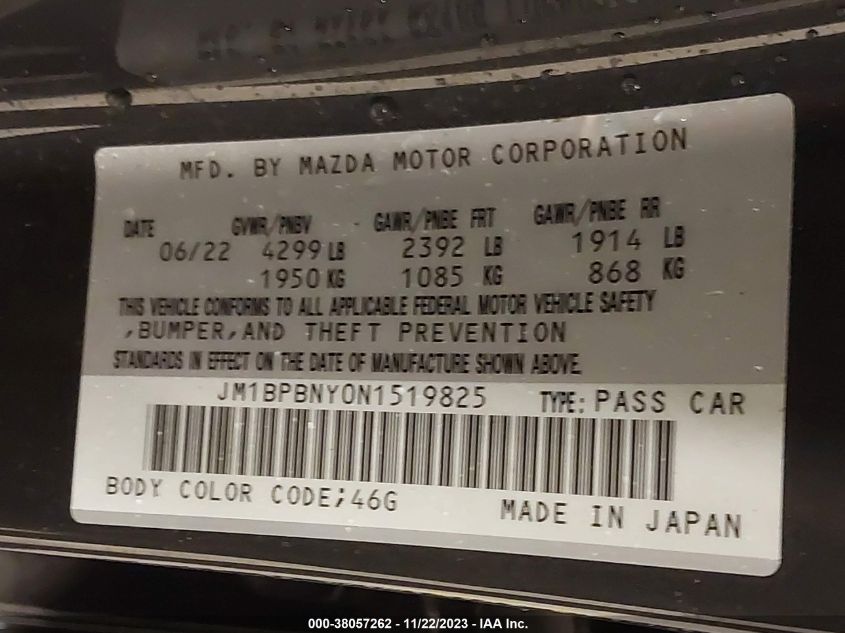 MFD. BY MAZDA MOTOR CORPORATION
DATE GVWR/PNBV GAWR/PNBE FRT GAWR/PNBE RR
06/22 4299 LB 2392 LB 1914 LB
1950 KG 1085 KG 868 KG
THIS VEHICLE CONFORMS TO ALL APPLICABLE FEDERAL MOTOR VEHICLE SAFETY
,BUMPER,AND THEFT PREVENTION
STANDARDS IN EFFECT ON THE DATE OF MANUFACTURE SHOWN ABOVE.
JM1BPBNY0N1519825 TYPE: PASS CAR
BODY COLOR CODE;46G
MADE IN JAPAN
000-38057262 - 11/22/2023 - IAA Inc.